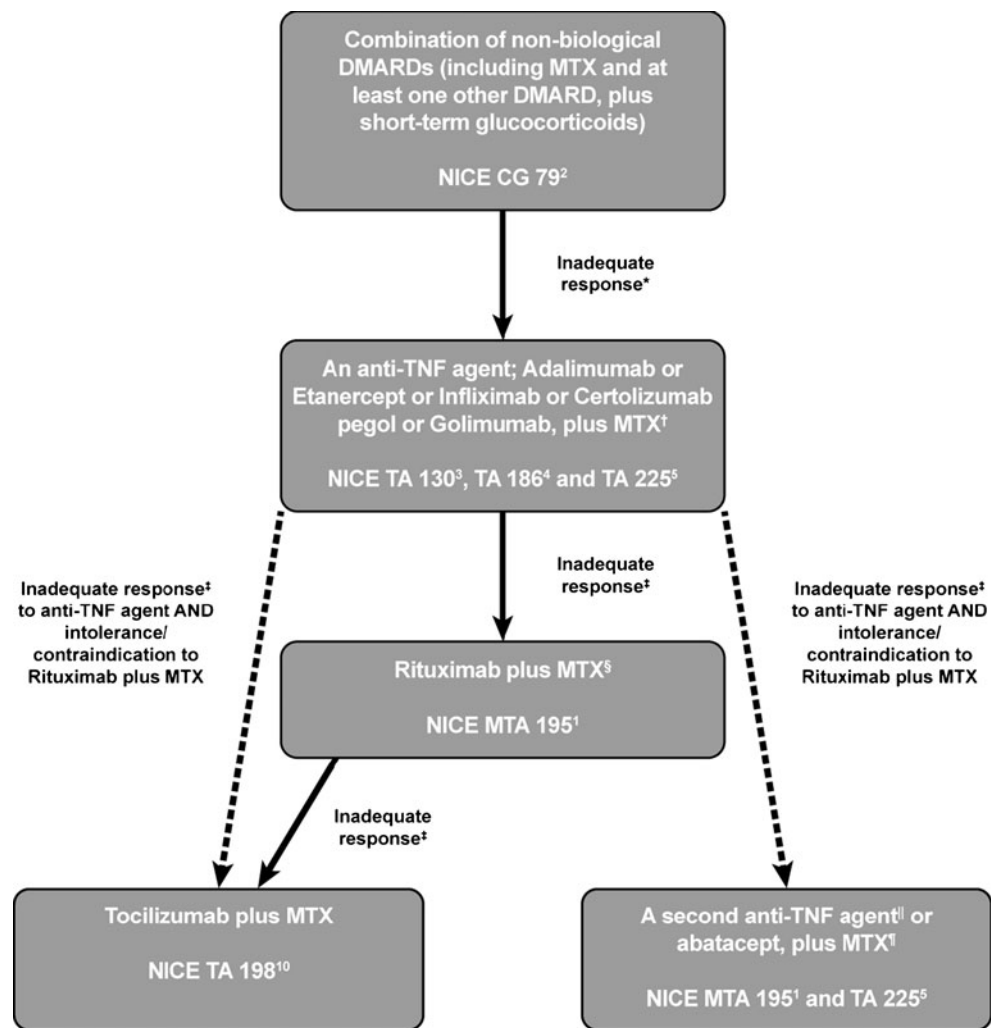 Combination of non-biological
DMARDs (including MTX and at
least one other DMARD, plus
short-term glucocorticoids)
NICE CG 79²
Inadequate
response*
An anti-TNF agent; Adalimumab or
Etanercept or Infliximab or Certolizumab
pegol or Golimumab, plus MTX†
NICE TA 130³, TA 186⁴ and TA 225⁵
Inadequate response‡
to anti-TNF agent AND
intolerance/
contraindication to
Rituximab plus MTX
Inadequate
response‡
Inadequate response‡
to anti-TNF agent AND
intolerance/
contraindication to
Rituximab plus MTX
Rituximab plus MTX§
NICE MTA 195¹
Inadequate
response‡
Tocilizumab plus MTX
NICE TA 198¹⁰
A second anti-TNF agent|| or
abatacept, plus MTX¶
NICE MTA 195¹ and TA 225⁵